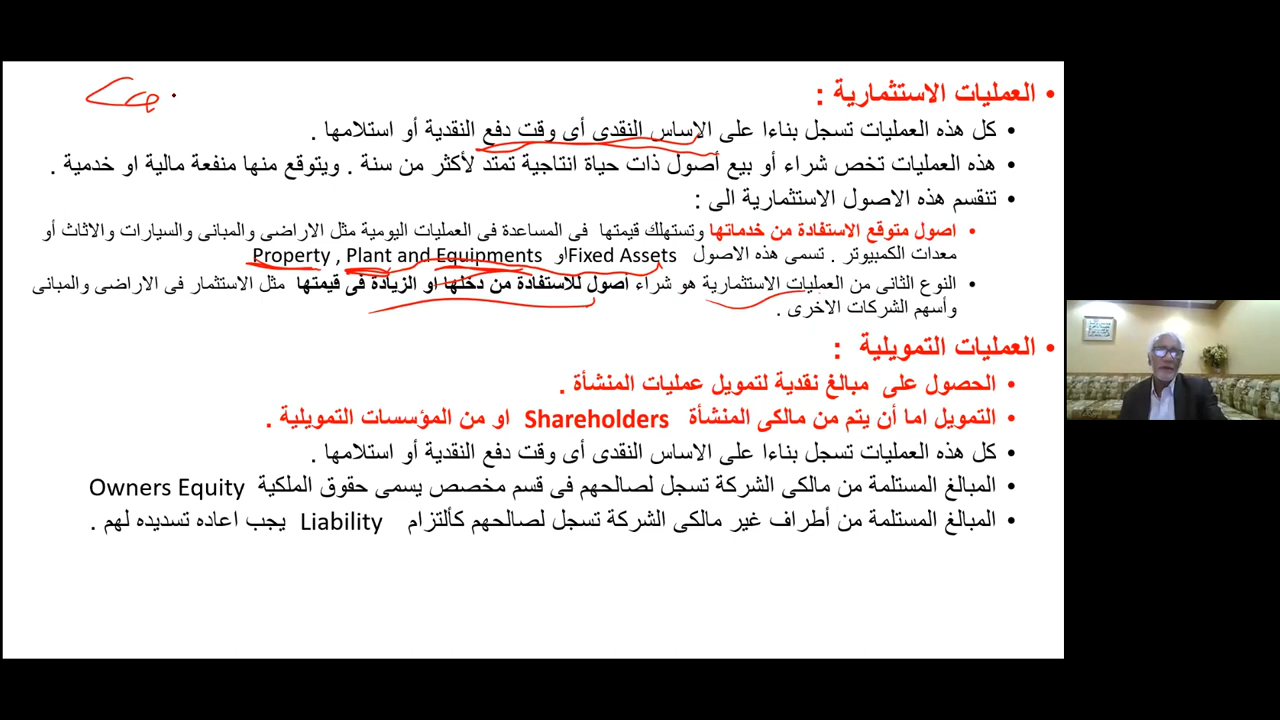 • العمليات الاستثمارية :
• كل هذه العمليات تسجل بناءا على الاساس النقدى أى وقت دفع النقدية أو استلامها .
• هذه العمليات تخص شراء أو بيع أصول ذات حياة انتاجية تمتد لأكثر من سنة . ويتوقع منها منفعة مالية او خدمية .
• تنقسم هذه الاصول الاستثمارية الى :
• اصول متوقع الاستفادة من خدماتها وتستهلك قيمتها فى المساعدة فى العمليات اليومية مثل الاراضى والمبانى والسيارات والاثاث أو
معدات الكمبيوتر . تسمى هذه الاصول Fixed Assets او Property , Plant and Equipments
• النوع الثانى من العمليات الاستثمارية هو شراء اصول للاستفادة من دخلها او الزيادة فى قيمتها مثل الاستثمار فى الاراضى والمبانى
وأسهم الشركات الاخرى .
• العمليات التمويلية :
• الحصول على مبالغ نقدية لتمويل عمليات المنشأة .
• التمويل اما أن يتم من مالكى المنشأة Shareholders او من المؤسسات التمويلية .
• كل هذه العمليات تسجل بناءا على الاساس النقدى أى وقت دفع النقدية أو استلامها .
• المبالغ المستلمة من مالكى الشركة تسجل لصالحهم فى قسم مخصص يسمى حقوق الملكية Owners Equity
• المبالغ المستلمة من أطراف غير مالكى الشركة تسجل لصالحهم كألتزام Liability يجب اعاده تسديده لهم .